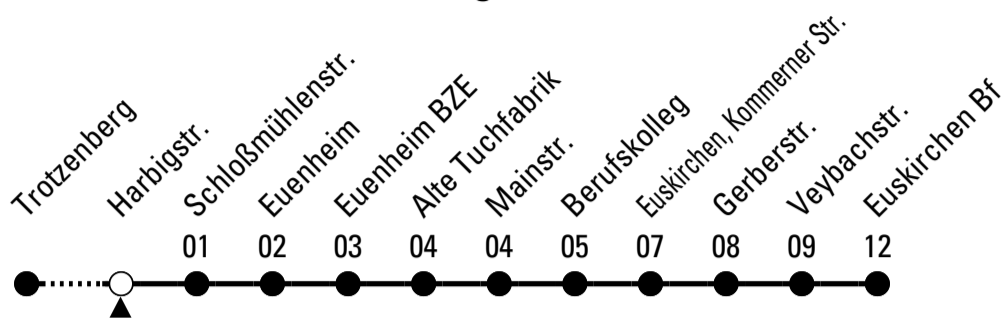 Trotzenberg
Harbigstr.
Schloßmühlenstr.
Euenheim
Euenheim BZE
Alte Tuchfabrik
Mainstr.
Berufskolleg
Euskirchen, Kommerner Str.
Gerberstr.
Veybachstr.
Euskirchen Bf
01 02 03 04 04 05 07 08 09 12